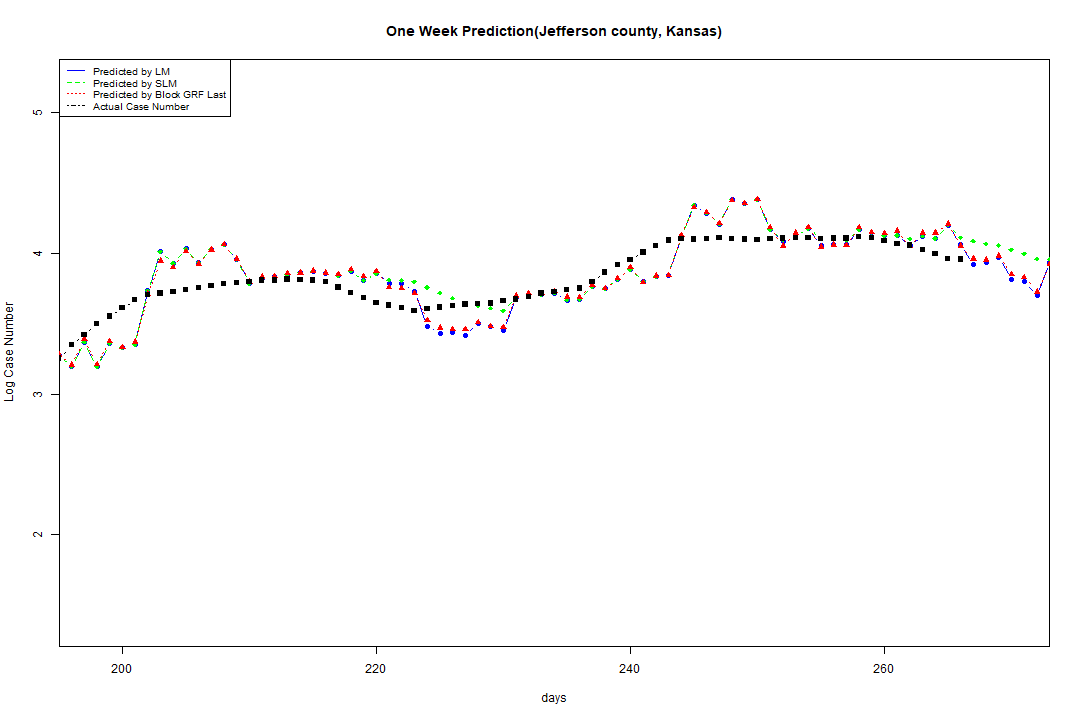 One Week Prediction(Jefferson county, Kansas)
Predicted by LM
Predicted by SLM
Predicted by Block GRF Last
Actual Case Number
5
4
3
2
Log Case Number
200
220
240
260
days